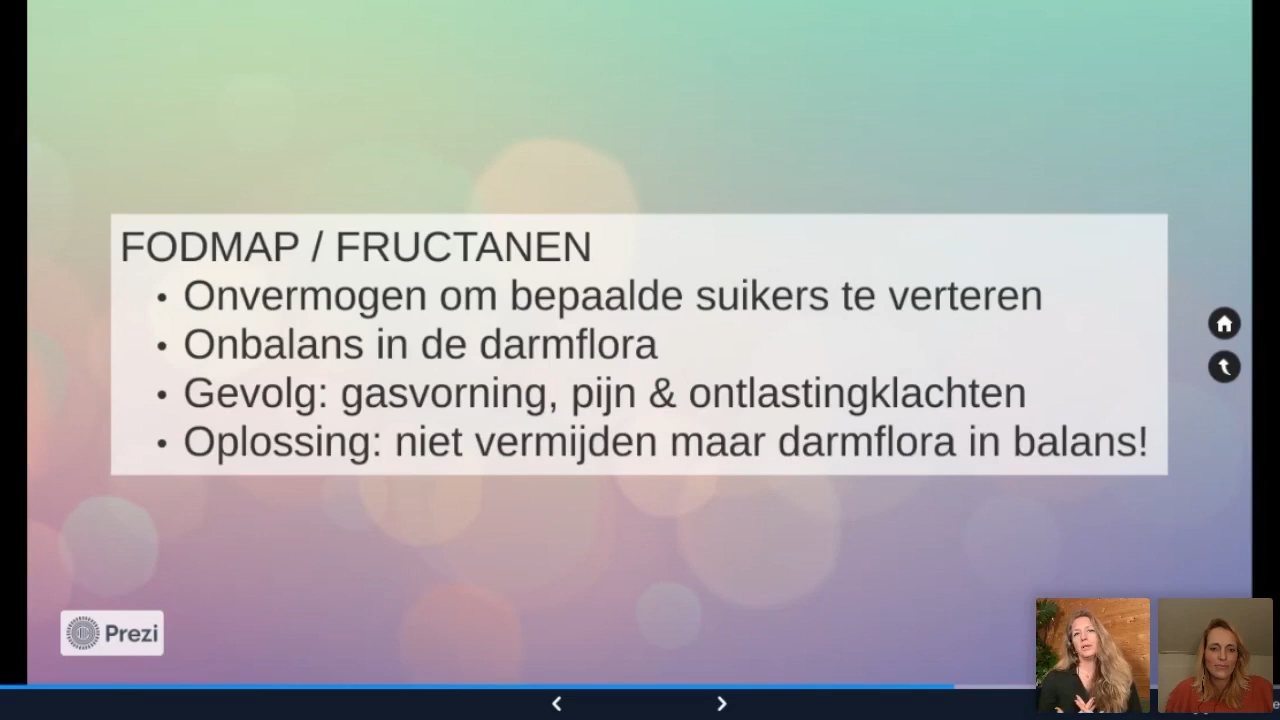 FODMAP / FRUCTANEN
• Onvermogen om bepaalde suikers te verteren
• Onbalans in de darmflora
• Gevolg: gasvorning, pijn & ontlastingklachten
• Oplossing: niet vermijden maar darmflora in balans!
Prezi